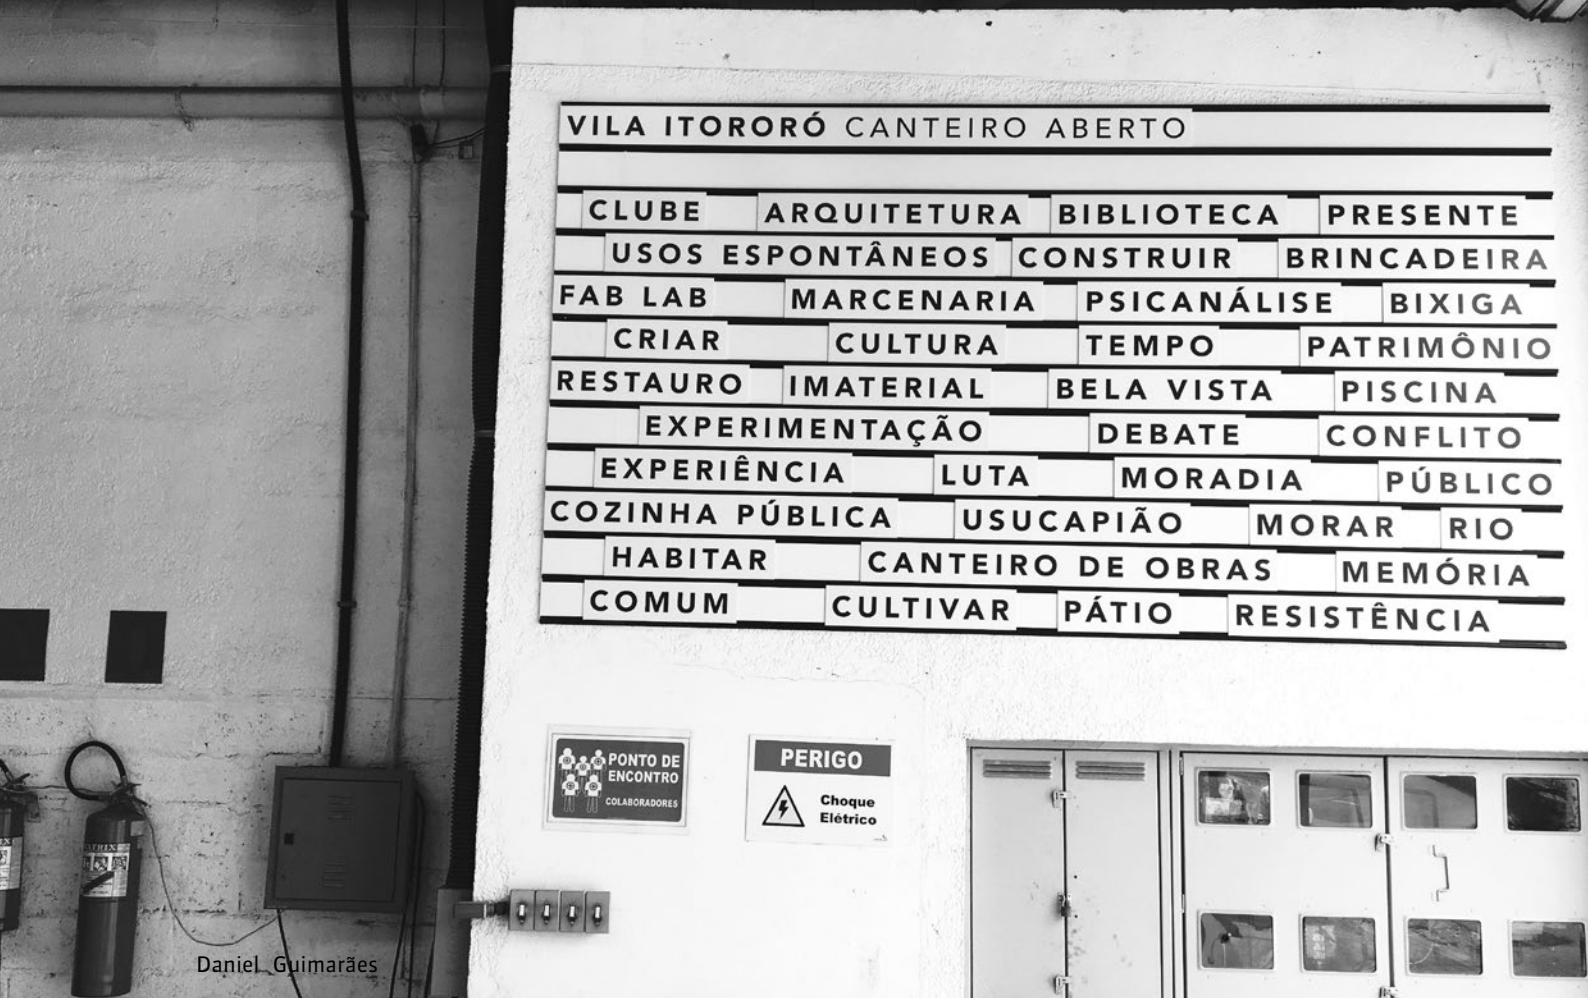 VILA ITORORÓ CANTEIRO ABERTO
CLUBE ARQUITETURA BIBLIOTECA PRESENTE
USOS ESPONTÂNEOS CONSTRUIR BRINCADEIRA
FAB LAB MARCENARIA PSICANÁLISE BIXIGA
CRIAR CULTURA TEMPO PATRIMÔNIO
RESTAURO IMATERIAL BELA VISTA PISCINA
EXPERIMENTAÇÃO DEBATE CONFLITO
EXPERIÊNCIA LUTA MORADIA PÚBLICO
COZINHA PÚBLICA USUCAPIÃO MORAR RIO
HABITAR CANTEIRO DE OBRAS MEMÓRIA
COMUM CULTIVAR PÁTIO RESISTÊNCIA
PONTO DE
ENCONTRO
COLABORADORES
PERIGO
Choque
Elétrico
Daniel Guimarães